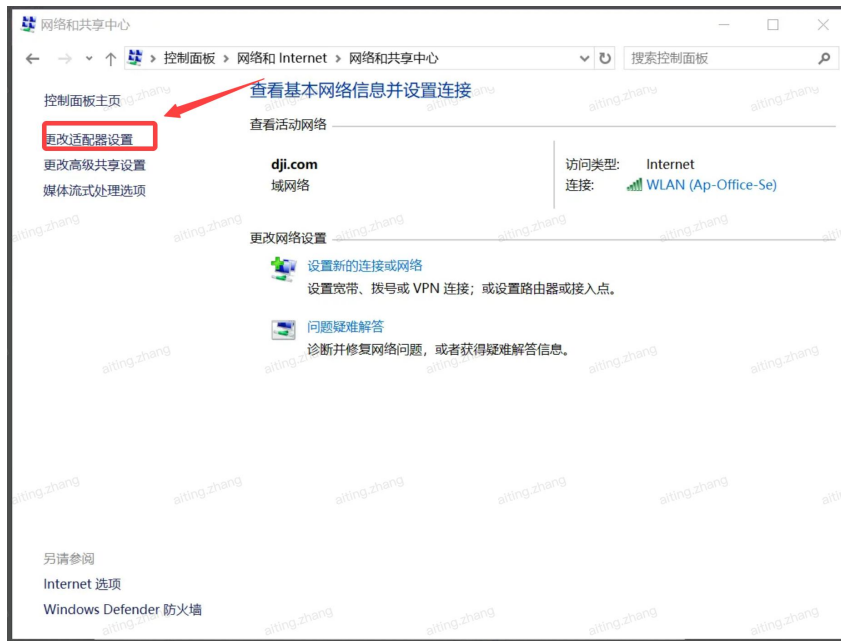 网络和共享中心
控制面板 > 网络和 Internet > 网络和共享中心
搜索控制面板
控制面板主页
更改适配器设置
更改高级共享设置
媒体流式处理选项
查看基本网络信息并设置连接
查看活动网络
dji.com
域网络
访问类型: Internet
连接: WLAN (Ap-Office-Se)
更改网络设置
设置新的连接或网络
设置宽带、拨号或 VPN 连接；或设置路由器或接入点。
问题疑难解答
诊断并修复网络问题，或者获得疑难解答信息。
另请参阅
Internet 选项
Windows Defender 防火墙
aiting.zhang